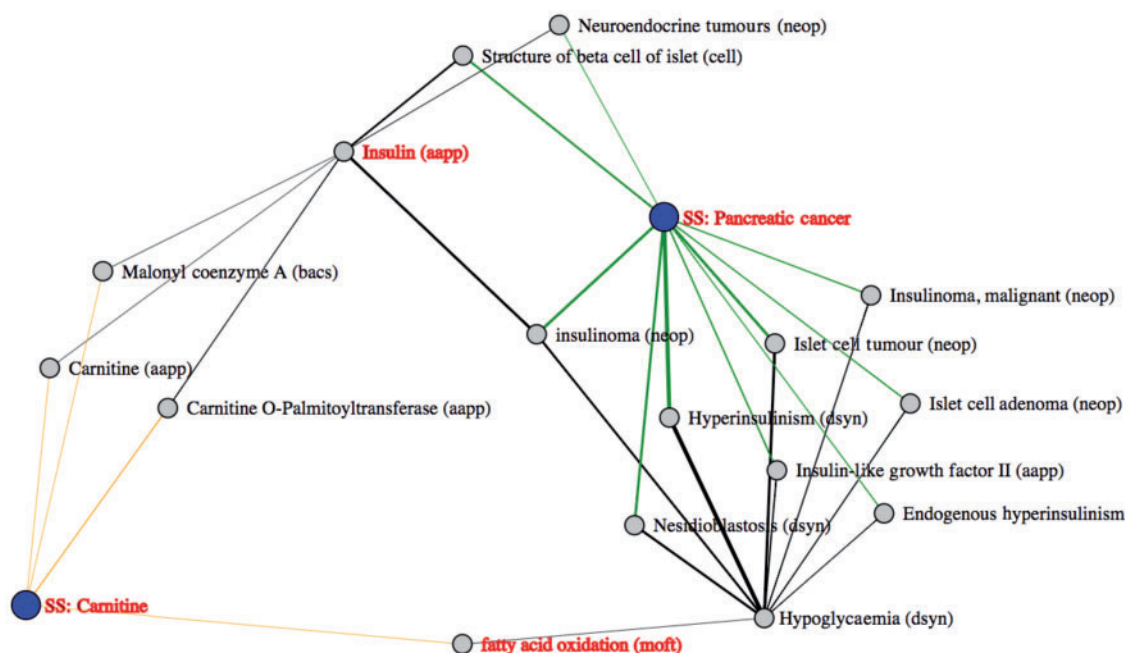 Neuroendocrine tumours (neop)
Structure of beta cell of islet (cell)
Insulin (aapp)
SS: Pancreatic cancer
Malonyl coenzyme A (bacs)
Insulinoma, malignant (neop)
insulinoma (neop)
Islet cell tumour (neop)
Carnitine (aapp)
Carnitine O-Palmitoyltransferase (aapp)
Islet cell adenoma (neop)
Hyperinsulinism (dsyn)
Insulin-like growth factor II (aapp)
Endogenous hyperinsulinism
Nesidioblastosis (dsyn)
SS: Carnitine
Hypoglycaemia (dsyn)
fatty acid oxidation (moft)